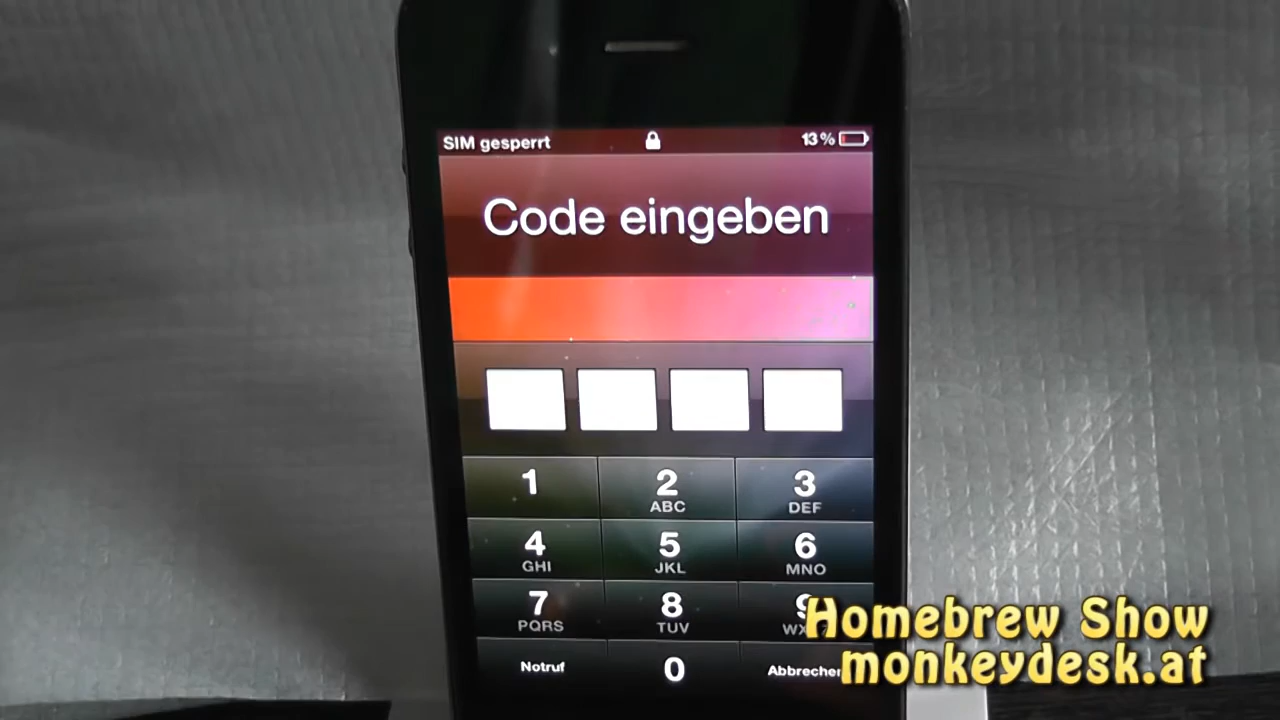 SIM gesperrt 13%
Code eingeben
1 2 3
ABC DEF
4 5 6
GHI JKL MNO
7 8 9
PQRS TUV
Notruf 0 Abbrechen
Homebrew Show
monkeydesk.at